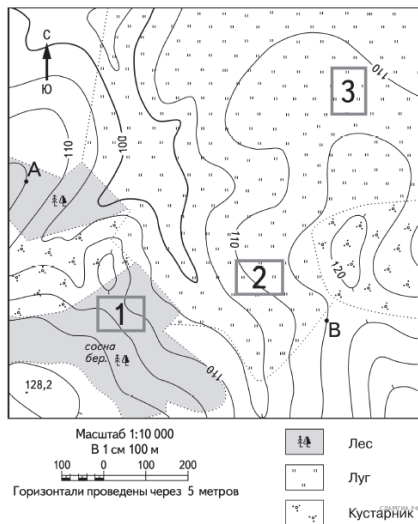 С
Ю
110
100
110
3
А
110
2
120
1
В
сосна
бер.
110
128,2
Масштаб 1:10 000
В 1 см 100 м
100 0 100 200
Горизонтали проведены через 5 метров
Лес
Луг
Кустарник